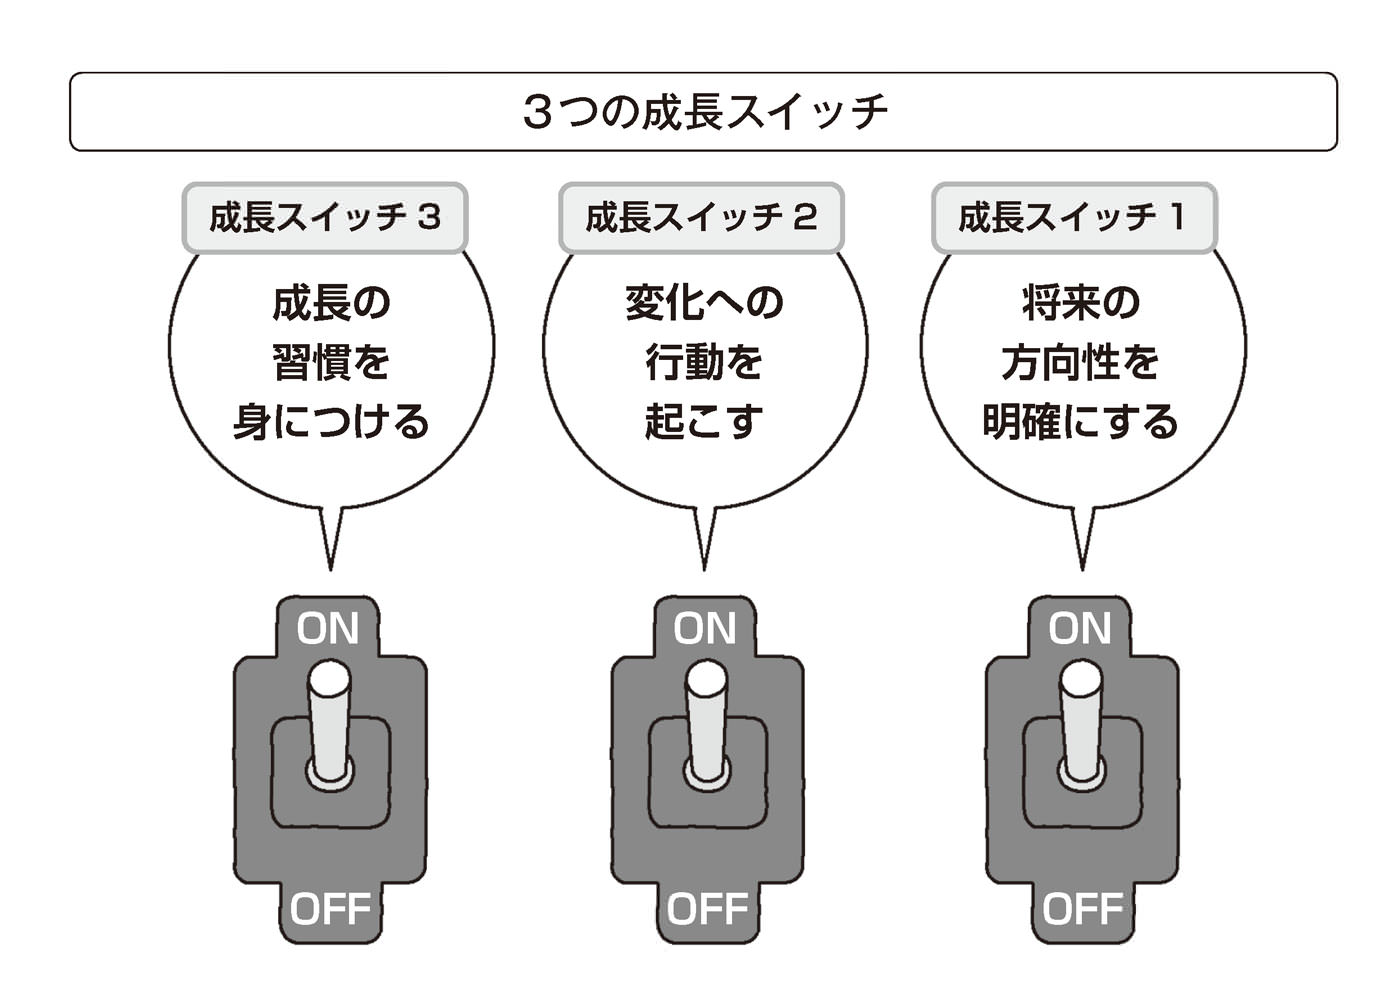 3つの成長スイッチ
成長スイッチ1
将来の
方向性を
明確にする
ON
OFF
成長スイッチ2
変化への
行動を
起こす
ON
OFF
成長スイッチ3
成長の
習慣を
身につける
ON
OFF